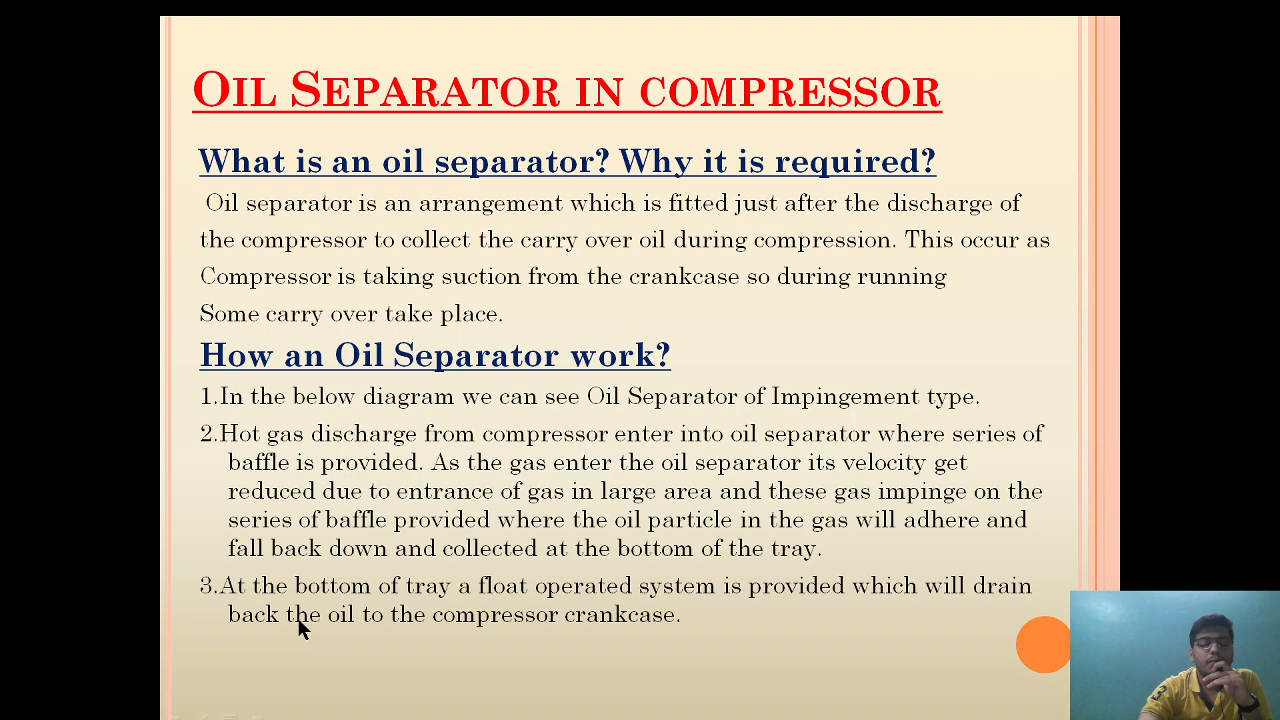 OIL SEPARATOR IN COMPRESSOR
What is an oil separator? Why it is required?
Oil separator is an arrangement which is fitted just after the discharge of
the compressor to collect the carry over oil during compression. This occur as
Compressor is taking suction from the crankcase so during running
Some carry over take place.
How an Oil Separator work?
1.In the below diagram we can see Oil Separator of Impingement type.
2.Hot gas discharge from compressor enter into oil separator where series of
baffle is provided. As the gas enter the oil separator its velocity get
reduced due to entrance of gas in large area and these gas impinge on the
series of baffle provided where the oil particle in the gas will adhere and
fall back down and collected at the bottom of the tray.
3.At the bottom of tray a float operated system is provided which will drain
back the oil to the compressor crankcase.